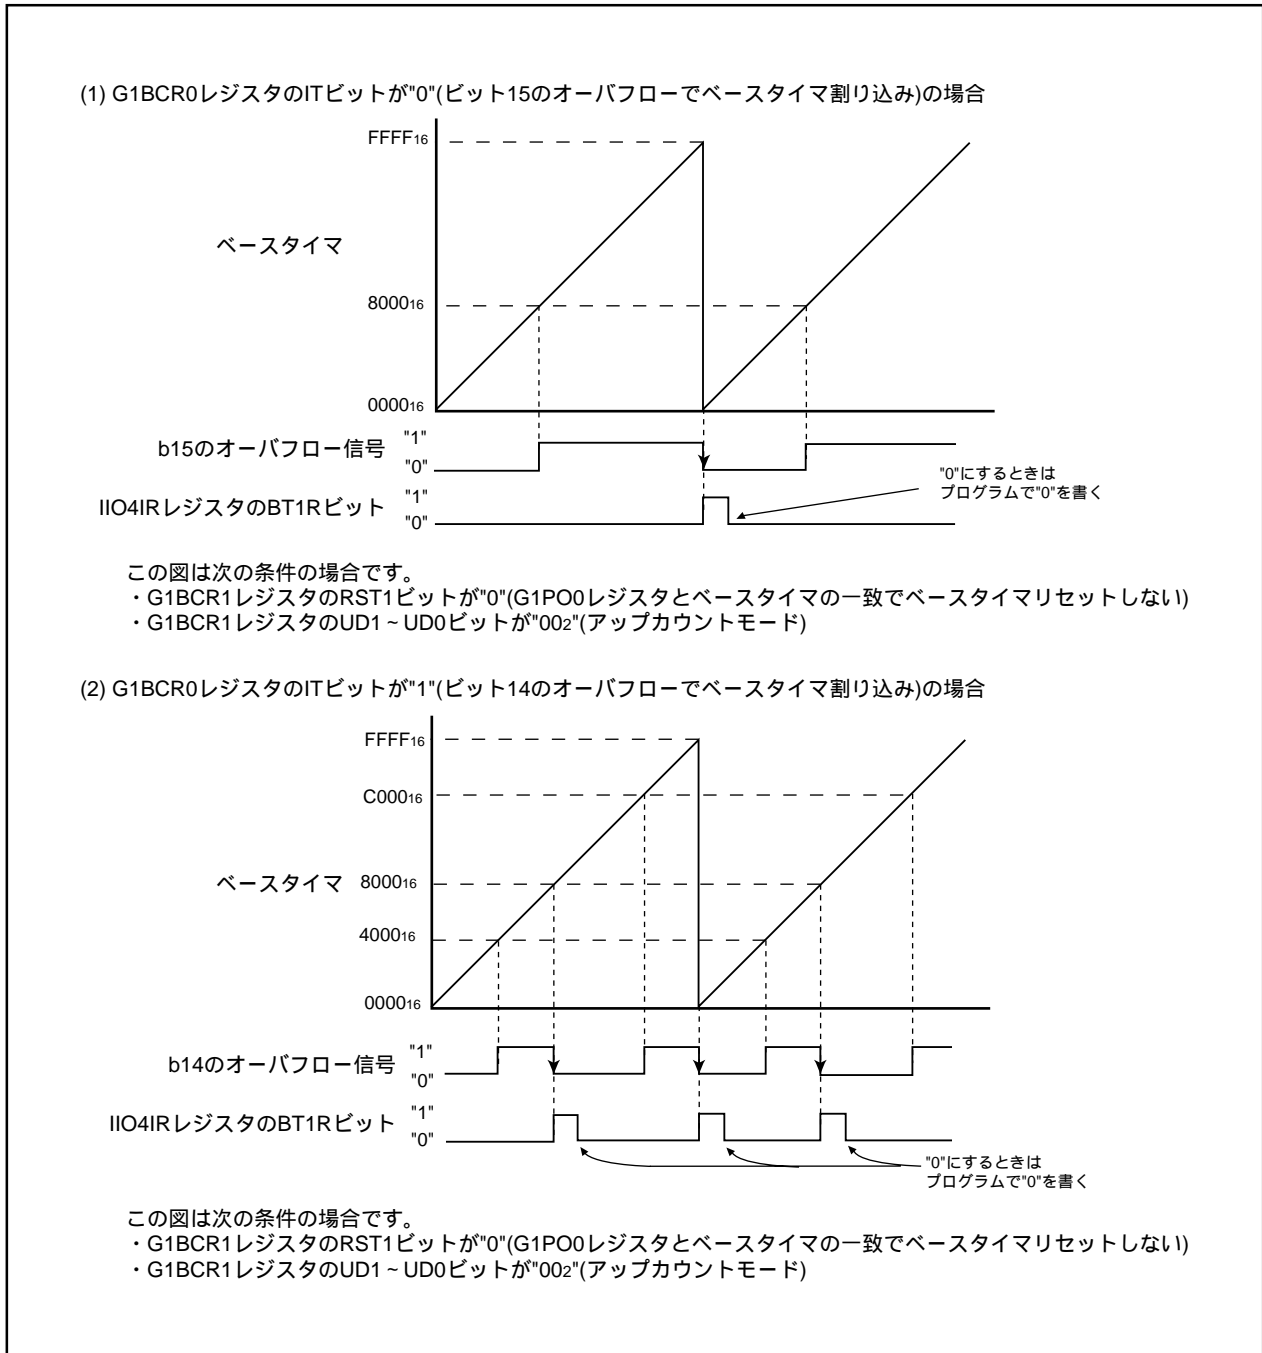 (1) G1BCR0レジスタのITビットが"0"(ビット15のオーバフローでベースタイマ割り込み)の場合
FFFF16
ベースタイマ
800016
000016
b15のオーバフロー信号
"1"
"0"
IIO4IRレジスタのBT1Rビット
"1"
"0"
"0"にするときは
プログラムで"0"を書く
この図は次の条件の場合です。
・G1BCR1レジスタのRST1ビットが"0"(G1PO0レジスタとベースタイマの一致でベースタイマリセットしない)
・G1BCR1レジスタのUD1～UD0ビットが"002"(アップカウントモード)
(2) G1BCR0レジスタのITビットが"1"(ビット14のオーバフローでベースタイマ割り込み)の場合
FFFF16
C00016
ベースタイマ
800016
400016
000016
b14のオーバフロー信号
"1"
"0"
IIO4IRレジスタのBT1Rビット
"1"
"0"
"0"にするときは
プログラムで"0"を書く
この図は次の条件の場合です。
・G1BCR1レジスタのRST1ビットが"0"(G1PO0レジスタとベースタイマの一致でベースタイマリセットしない)
・G1BCR1レジスタのUD1～UD0ビットが"002"(アップカウントモード)